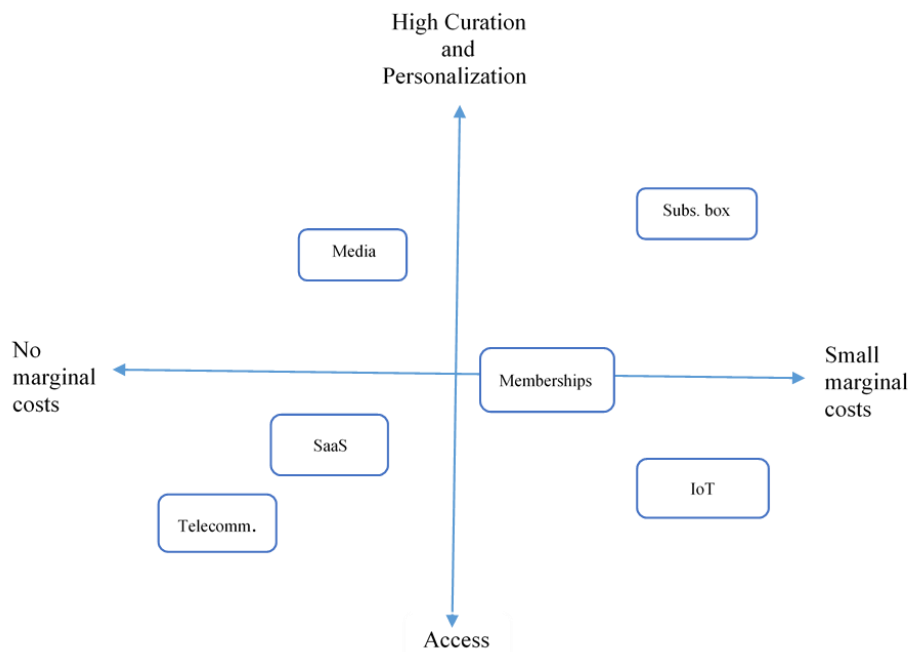 High Curation
and
Personalization
Subs. box
Media
No
marginal
costs
Memberships
Small
marginal
costs
SaaS
IoT
Telecomm.
Access